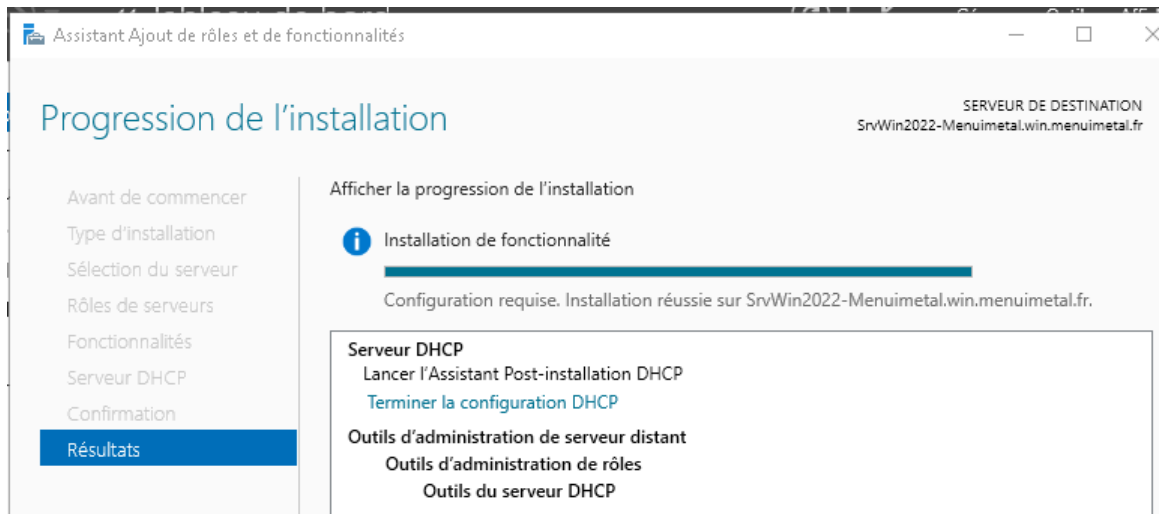 Assistant Ajout de rôles et de fonctionnalités
Progression de l'installation
SERVEUR DE DESTINATION
SrvWin2022-Menuimetal.win.menuimetal.fr
Avant de commencer
Type d'installation
Sélection du serveur
Rôles de serveurs
Fonctionnalités
Serveur DHCP
Confirmation
Résultats
Afficher la progression de l'installation
Installation de fonctionnalité
Configuration requise. Installation réussie sur SrvWin2022-Menuimetal.win.menuimetal.fr.
Serveur DHCP
Lancer l'Assistant Post-installation DHCP
Terminer la configuration DHCP
Outils d'administration de serveur distant
Outils d'administration de rôles
Outils du serveur DHCP